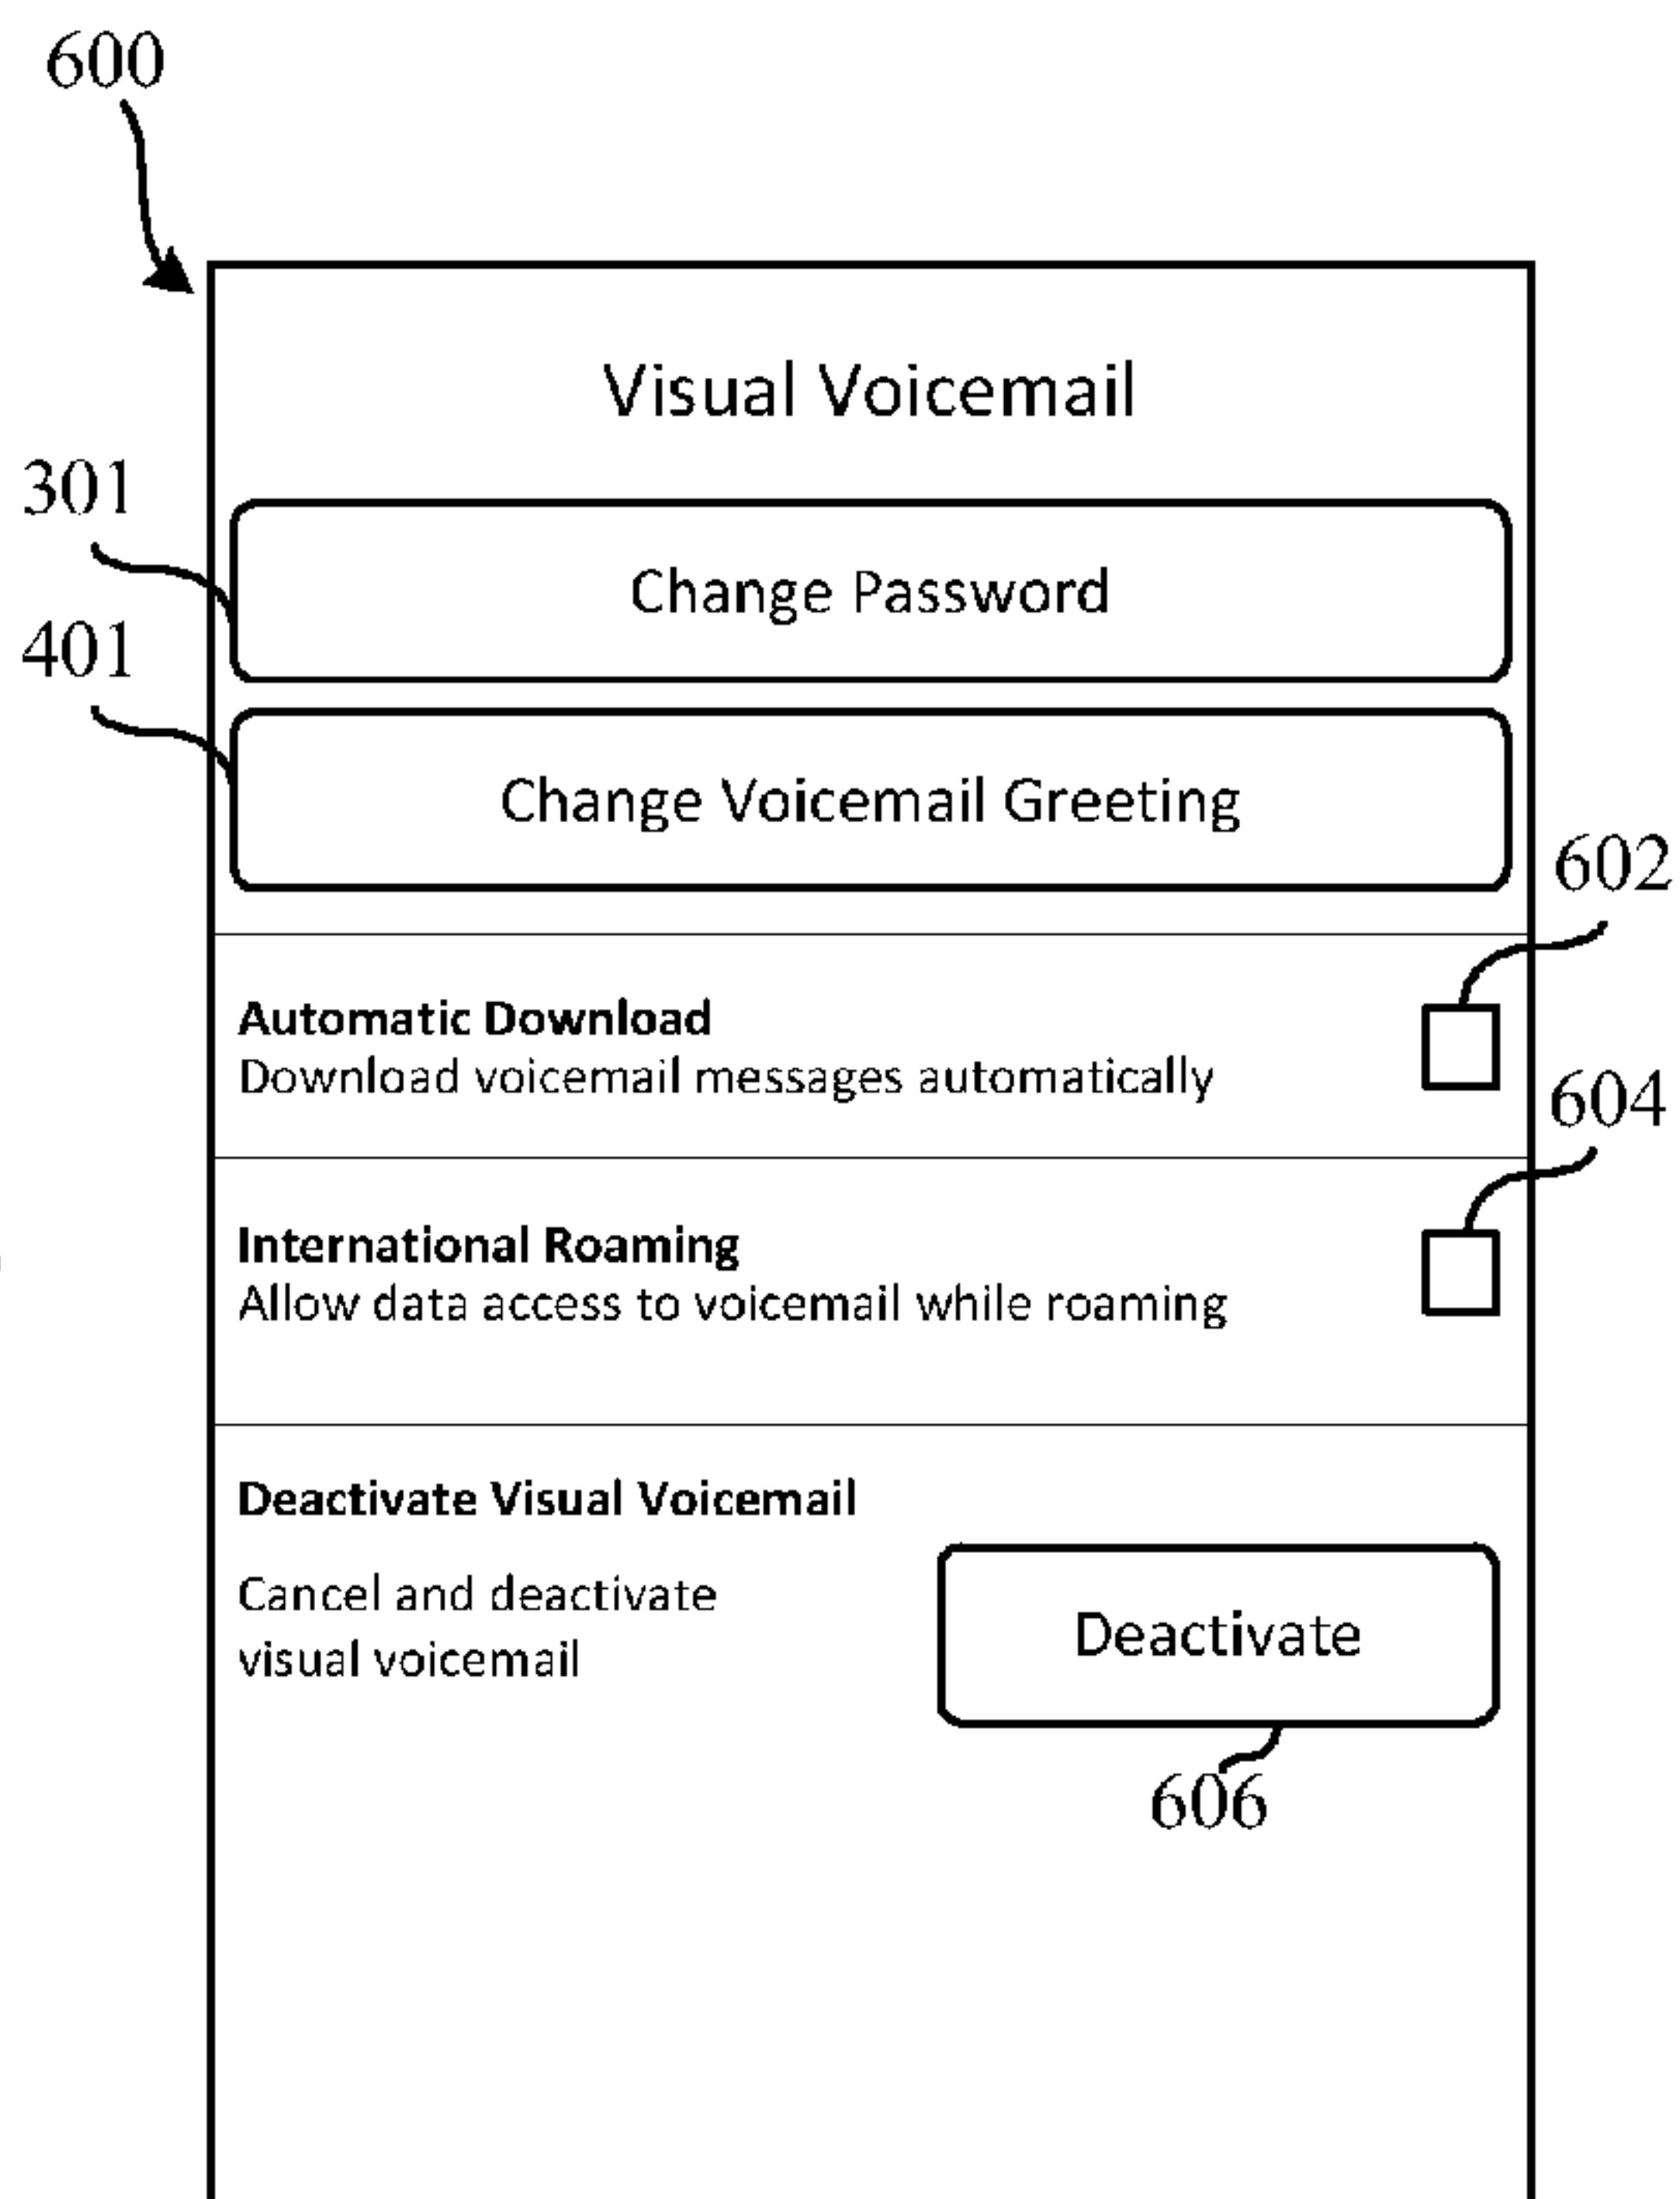 600
Visual Voicemail
301
Change Password
401
Change Voicemail Greeting
602
Automatic Download
Download voicemail messages automatically
604
International Roaming
Allow data access to voicemail while roaming
Deactivate Visual Voicemail
Cancel and deactivate
visual voicemail
Deactivate
606